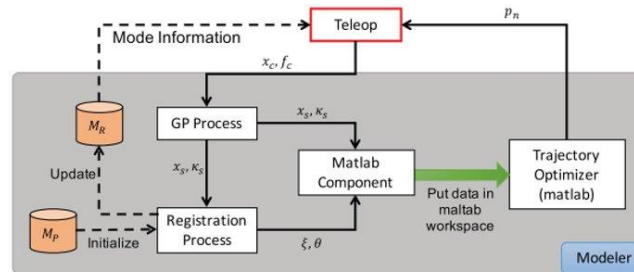 Teleop
p_n
Mode Information
x_c, f_c
M_R
GP Process
x_s, κ_s
x_s, κ_s
Matlab
Component
Trajectory
Optimizer
(matlab)
Update
Put data in
maltab
workspace
M_P
Initialize
Registration
Process
ξ, θ
Modeler